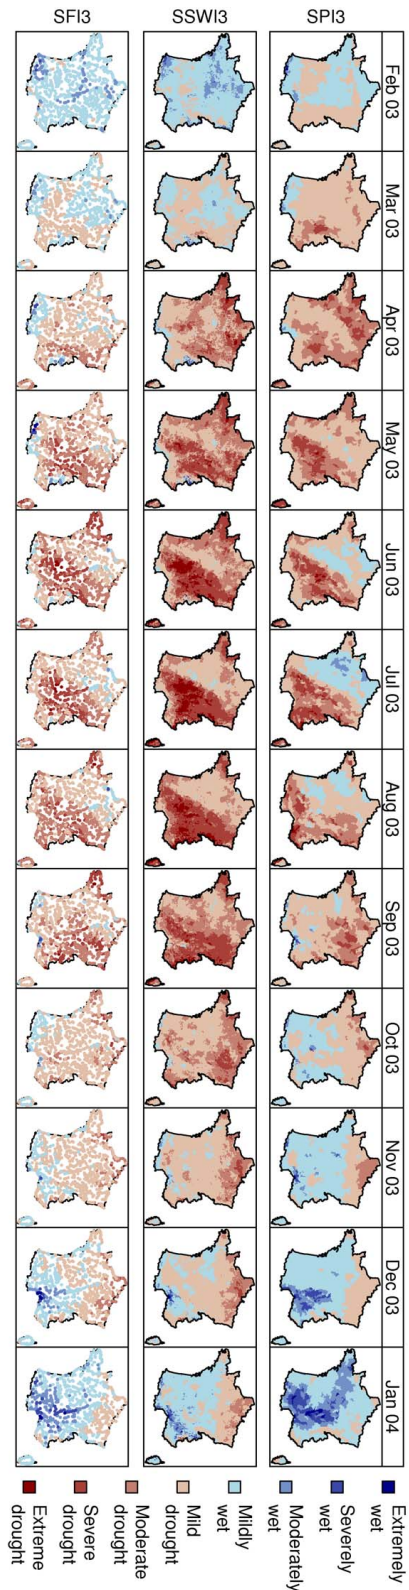 Feb 03
Mar 03
Apr 03
May 03
Jun 03
Jul 03
Aug 03
Sep 03
Oct 03
Nov 03
Dec 03
Jan 04
SPI3
SSWI3
SFI3
Extremely
wet
Severely
wet
Moderately
wet
Mildly
wet
Mild
drought
Moderate
drought
Severe
drought
Extreme
drought